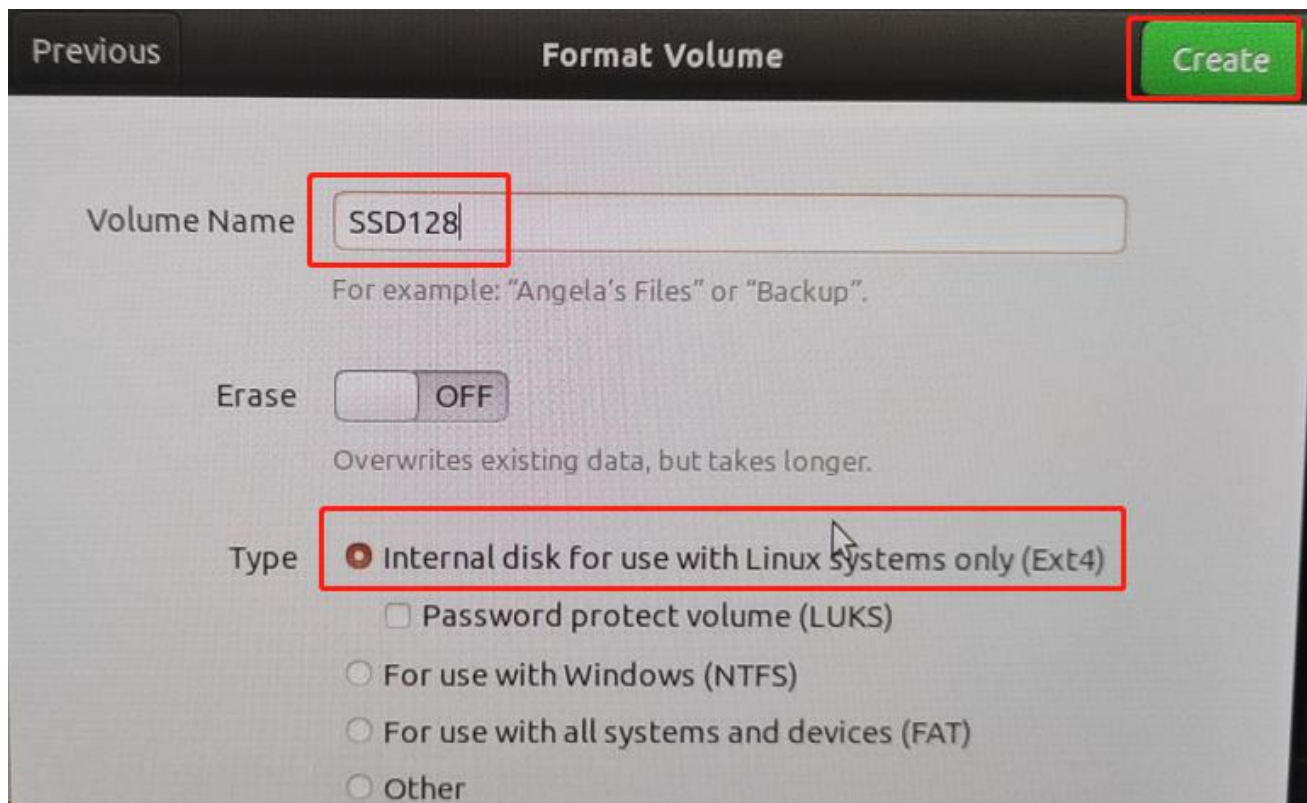 Previous
Format Volume
Create
Volume Name
SSD128
For example: “Angela’s Files” or “Backup”.
Erase
OFF
Overwrites existing data, but takes longer.
Type
Internal disk for use with Linux systems only (Ext4)
Password protect volume (LUKS)
For use with Windows (NTFS)
For use with all systems and devices (FAT)
Other